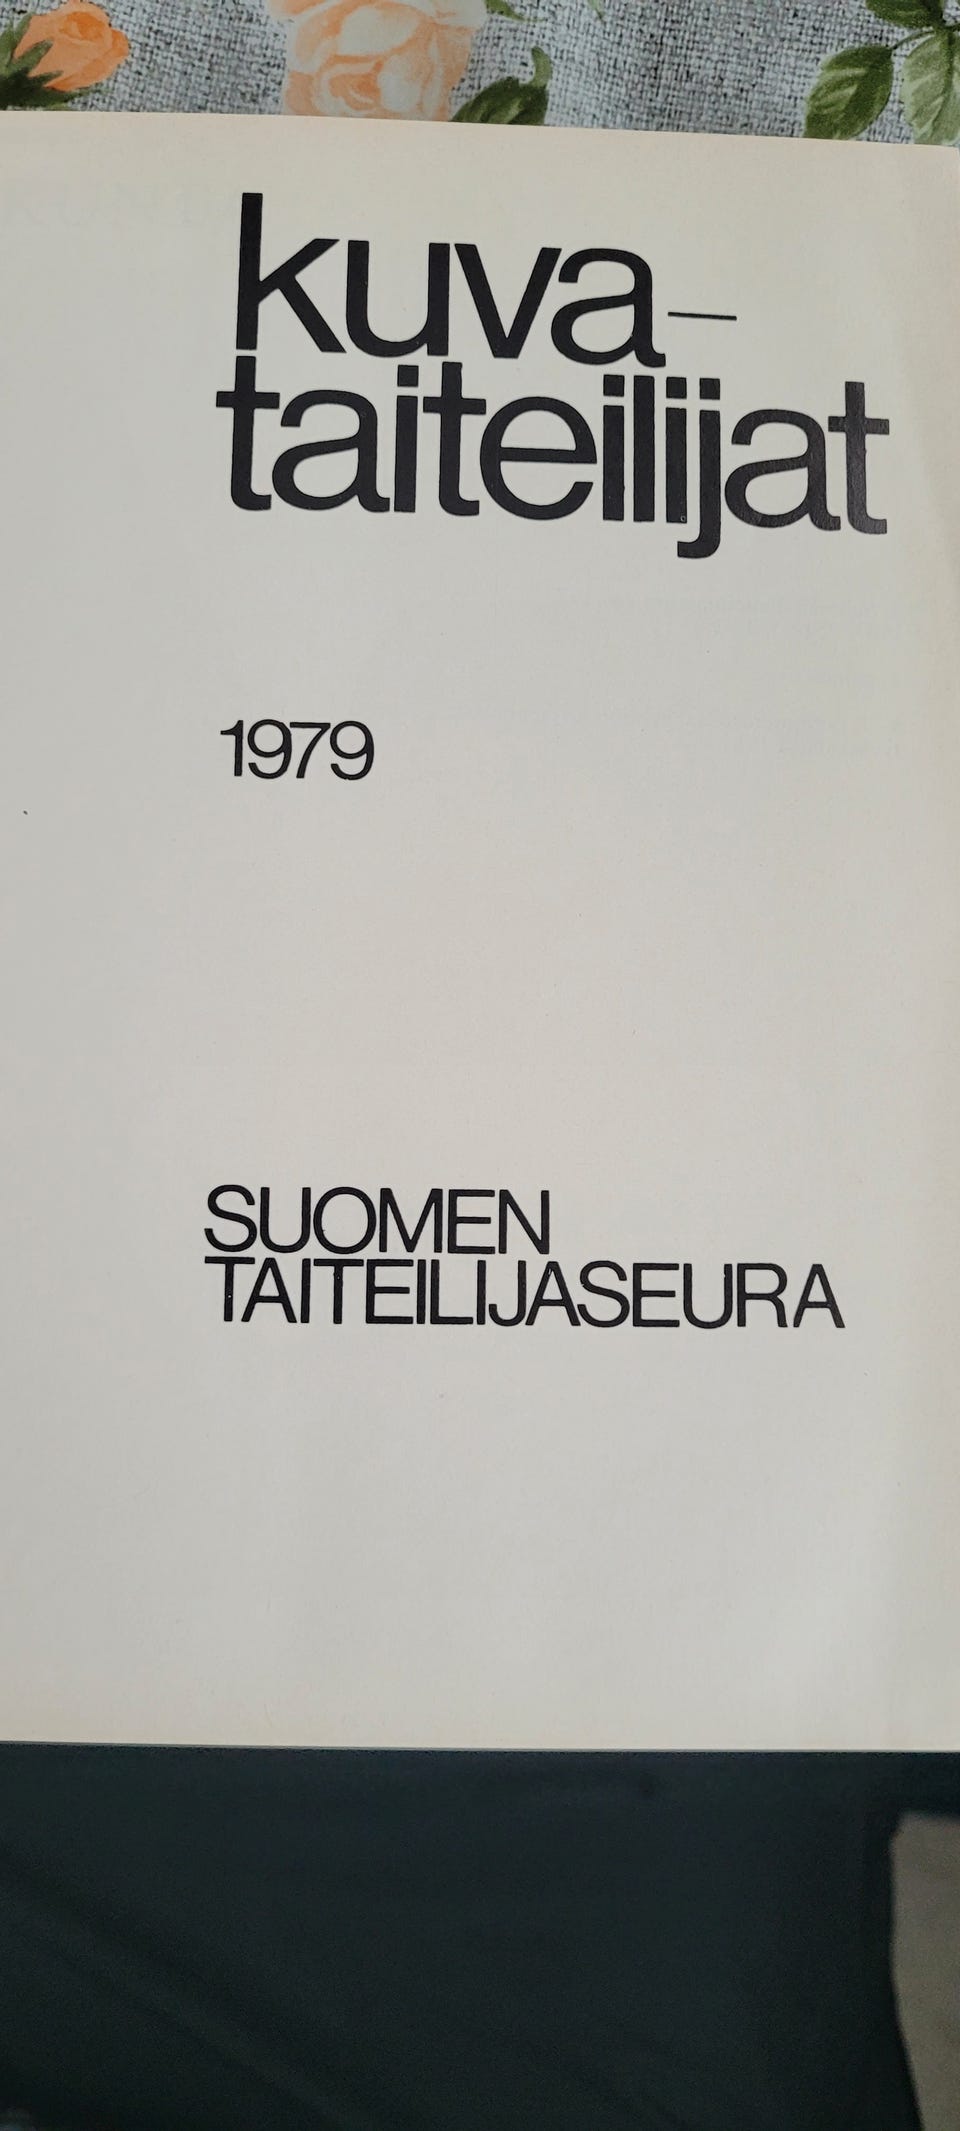 kuva-
taiteilijat
1979
SUOMEN
TAITEILIJASEURA